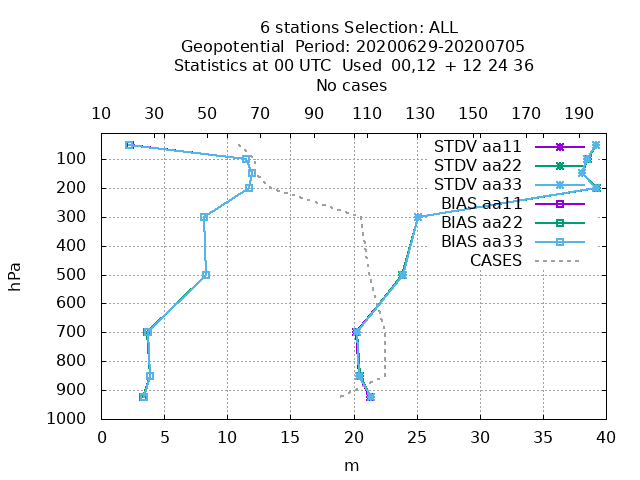 6 stations Selection: ALL
Geopotential  Period: 20200629-20200705
Statistics at 00 UTC  Used  00,12  + 12 24 36
No cases
10 30 50 70 90 110 130 150 170 190
STDV aa11
STDV aa22
STDV aa33
BIAS aa11
BIAS aa22
BIAS aa33
CASES
hPa
100
200
300
400
500
600
700
800
900
1000
0 5 10 15 20 25 30 35 40
m